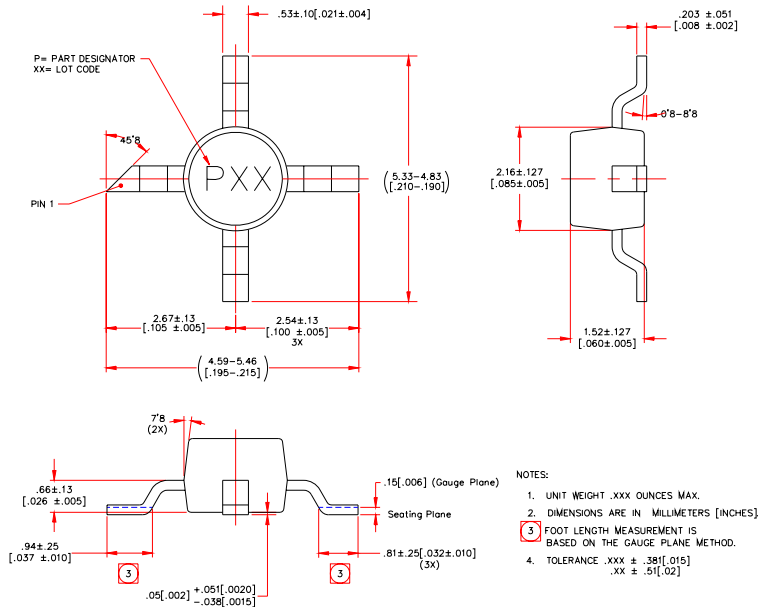 .53±.10[.021±.004]
P= PART DESIGNATOR
XX= LOT CODE
45°8
PXX
PIN 1
5.33-4.83
[.210-.190]
2.67±.13
[.105 ±.005]
2.54±.13
[.100 ±.005]
3X
4.59-5.46
[.195-.215]
.203 ±.051
[.008 ±.002]
0°8-8°8
2.16±.127
[.085±.005]
1.52±.127
[.060±.005]
7°8
(2X)
.66±.13
[.026 ±.005]
.15[.006] (Gauge Plane)
Seating Plane
.94±.25
[.037 ±.010]
.81±.25[.032±.010]
(3X)
3
3
.05[.002] +.051[.0020]
-.038[.0015]
NOTES:
1. UNIT WEIGHT .XXX OUNCES MAX.
2. DIMENSIONS ARE IN MILLIMETERS [INCHES]
3 FOOT LENGTH MEASUREMENT IS
BASED ON THE GAUGE PLANE METHOD.
4. TOLERANCE .XXX ± .381[.015]
.XX ± .51[.02]